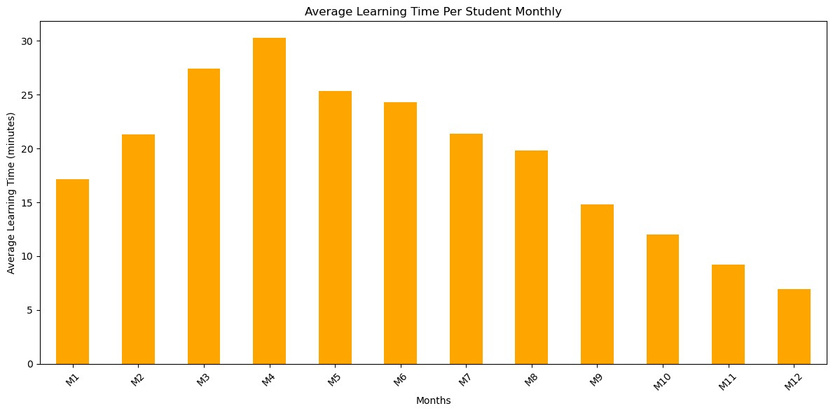 Average Learning Time Per Student Monthly
Average Learning Time (minutes)
30
25
20
15
10
5
0
M1 M2 M3 M4 M5 M6 M7 M8 M9 M10 M11 M12
Months